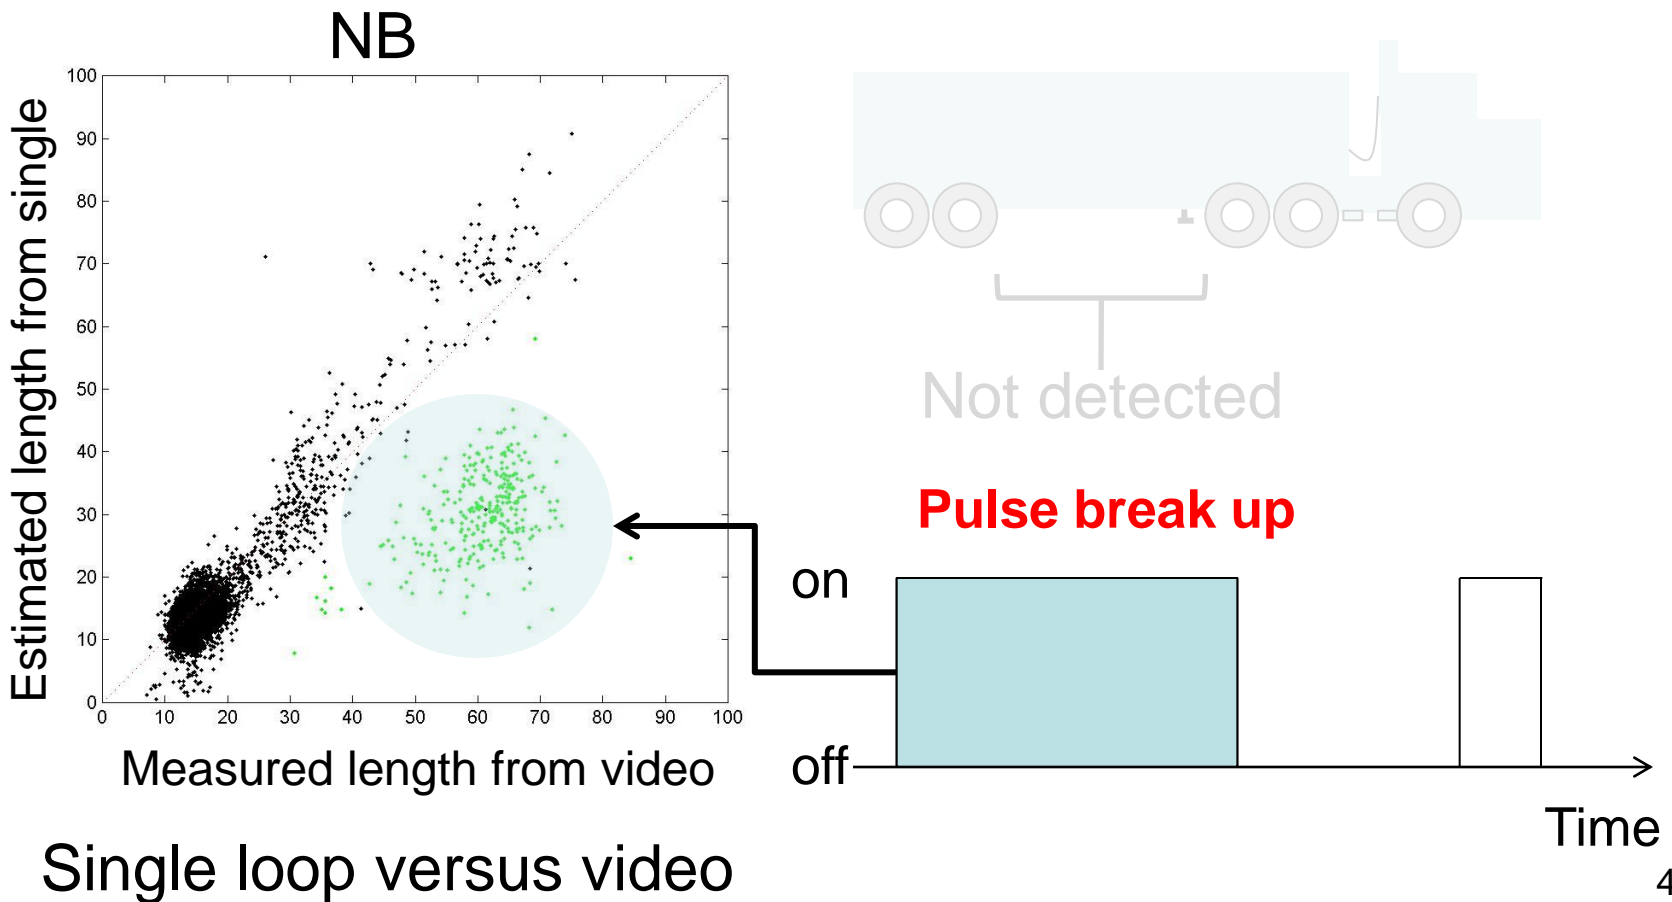 NB
Estimated length from single
100
90
80
70
60
50
40
30
20
10
0
0 10 20 30 40 50 60 70 80 90 100
Measured length from video
Not detected
Pulse break up
on
off
Time
Single loop versus video
4